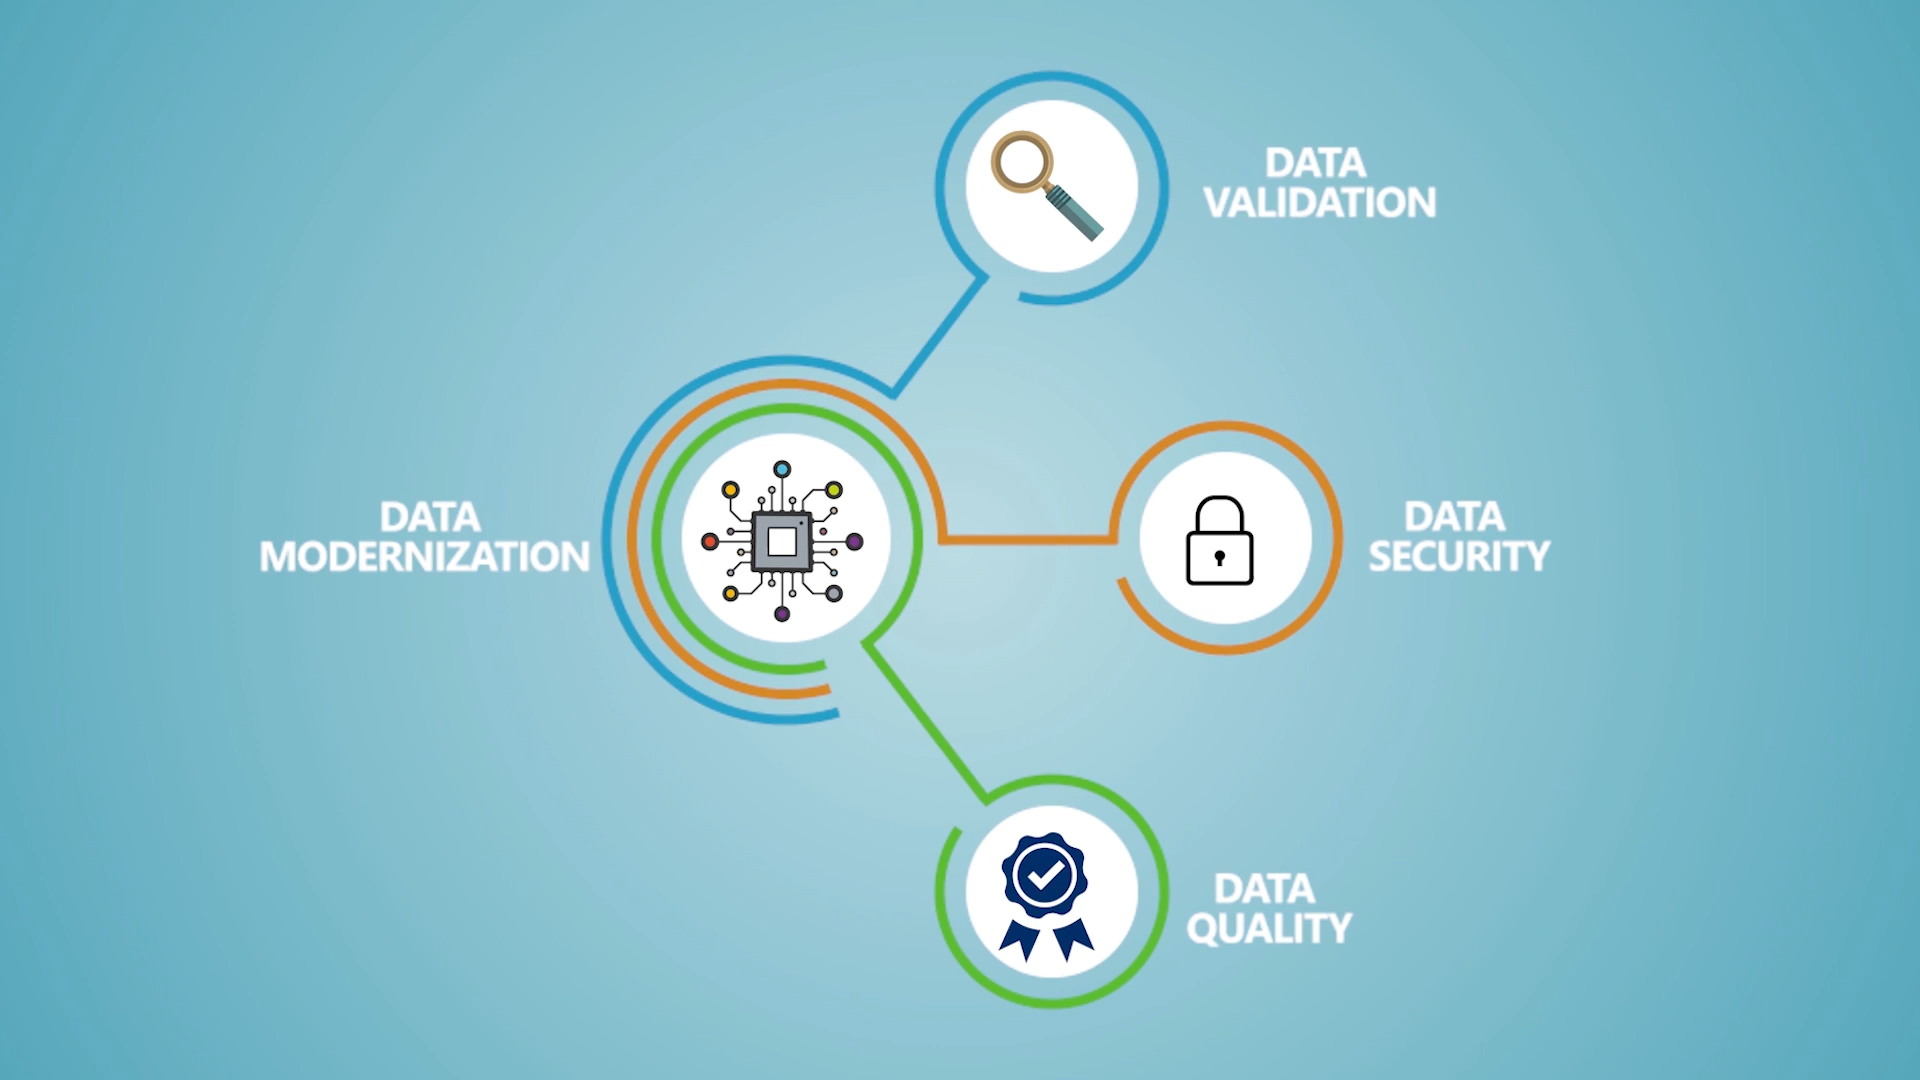 DATA
VALIDATION
DATA
MODERNIZATION
DATA
SECURITY
DATA
QUALITY